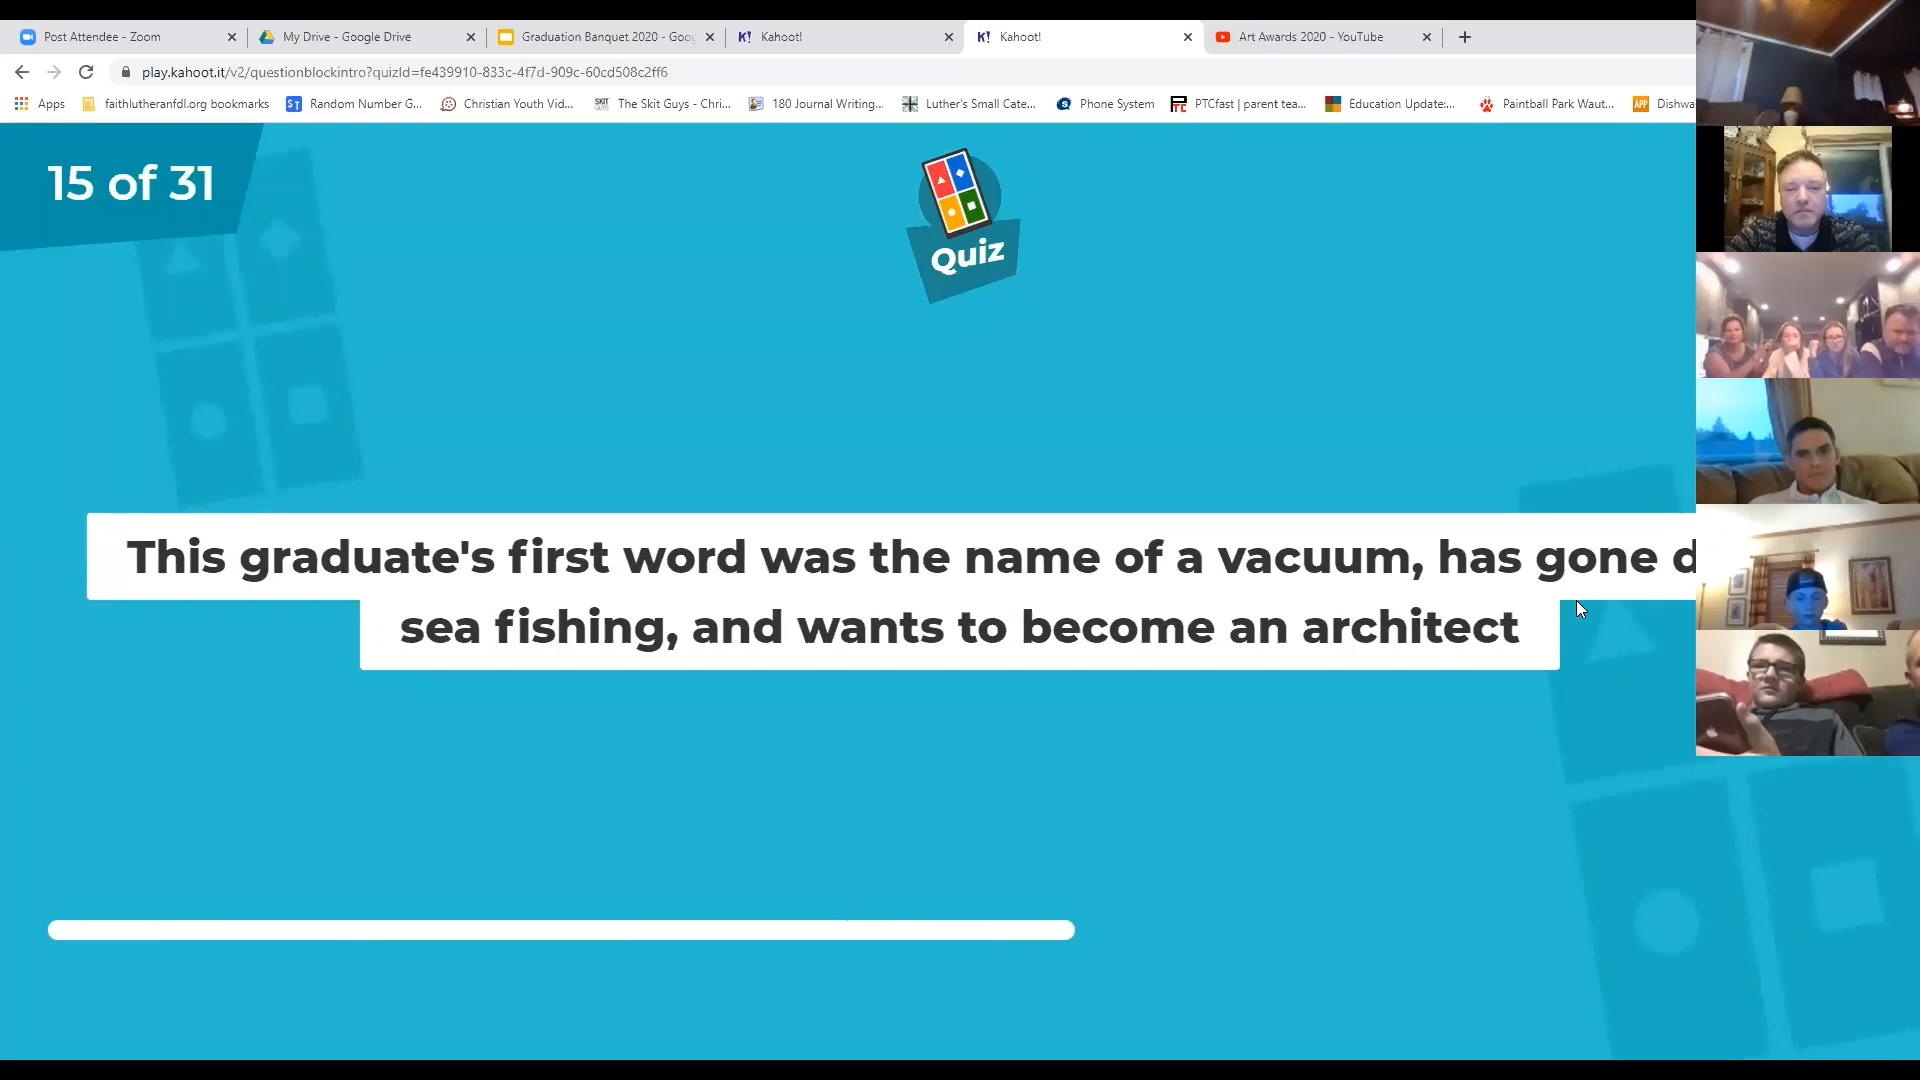 Post Attendee - Zoom
My Drive - Google Drive
Graduation Banquet 2020 - Goog
Kahoot!
Kahoot!
Art Awards 2020 - YouTube
play.kahoot.it/v2/questionblockintro?quizId=fe439910-833c-4f7d-909c-60cd508c2ff6
Apps
faithlutheranfdl.org bookmarks
Random Number G...
Christian Youth Vid...
The Skit Guys - Chri...
180 Journal Writing...
Luther's Small Cate...
Phone System
PTCfast | parent tea...
Education Update:...
Paintball Park Waut...
Dishwa
15 of 31
Quiz
This graduate's first word was the name of a vacuum, has gone d
sea fishing, and wants to become an architect